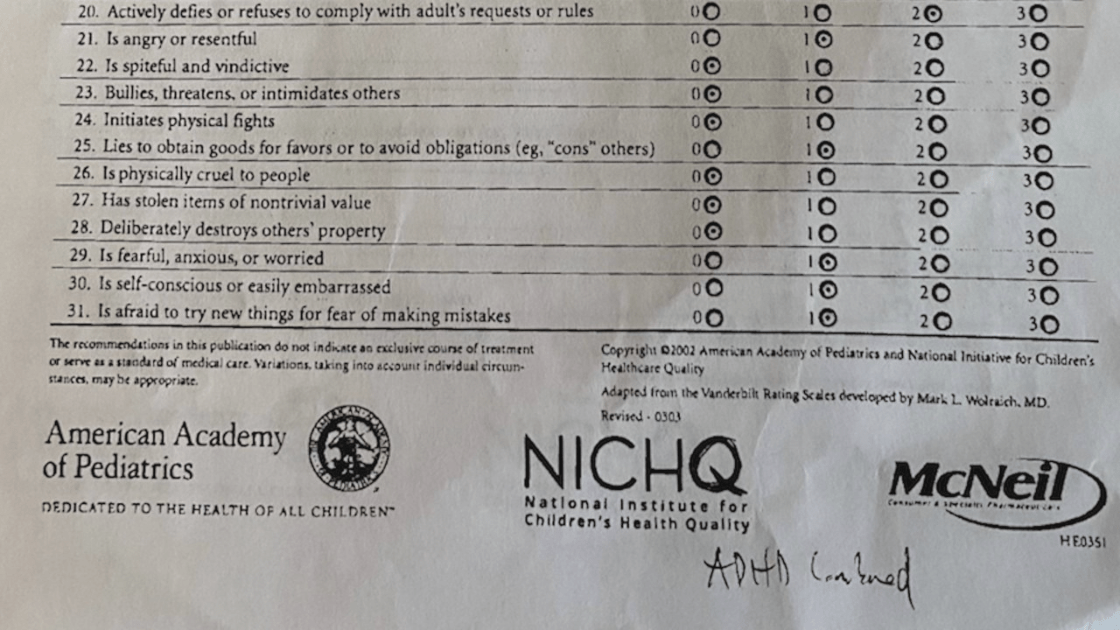 20. Actively defies or refuses to comply with adult's requests or rules 0 1 2 3
21. Is angry or resentful 0 1 2 3
22. Is spiteful and vindictive 0 1 2 3
23. Bullies, threatens, or intimidates others 0 1 2 3
24. Initiates physical fights 0 1 2 3
25. Lies to obtain goods for favors or to avoid obligations (eg, "cons" others) 0 1 2 3
26. Is physically cruel to people 0 1 2 3
27. Has stolen items of nontrivial value 0 1 2 3
28. Deliberately destroys others' property 0 1 2 3
29. Is fearful, anxious, or worried 0 1 2 3
30. Is self-conscious or easily embarrassed 0 1 2 3
31. Is afraid to try new things for fear of making mistakes 0 1 2 3
The recommendations in this publication do not indicate an exclusive course of treatment
or serve as a standard of medical care. Variations, taking into account individual circum-
stances, may be appropriate.
Copyright ©2002 American Academy of Pediatrics and National Initiative for Children's
Healthcare Quality
Adapted from the Vanderbilt Rating Scales developed by Mark L. Wolraich, MD.
Revised - 0303
American Academy
of Pediatrics
DEDICATED TO THE HEALTH OF ALL CHILDREN™
NICHQ
National Institute for
Children's Health Quality
McNeil
Consumer & Specialty Pharmaceuticals
HE0351
ADHD Combined